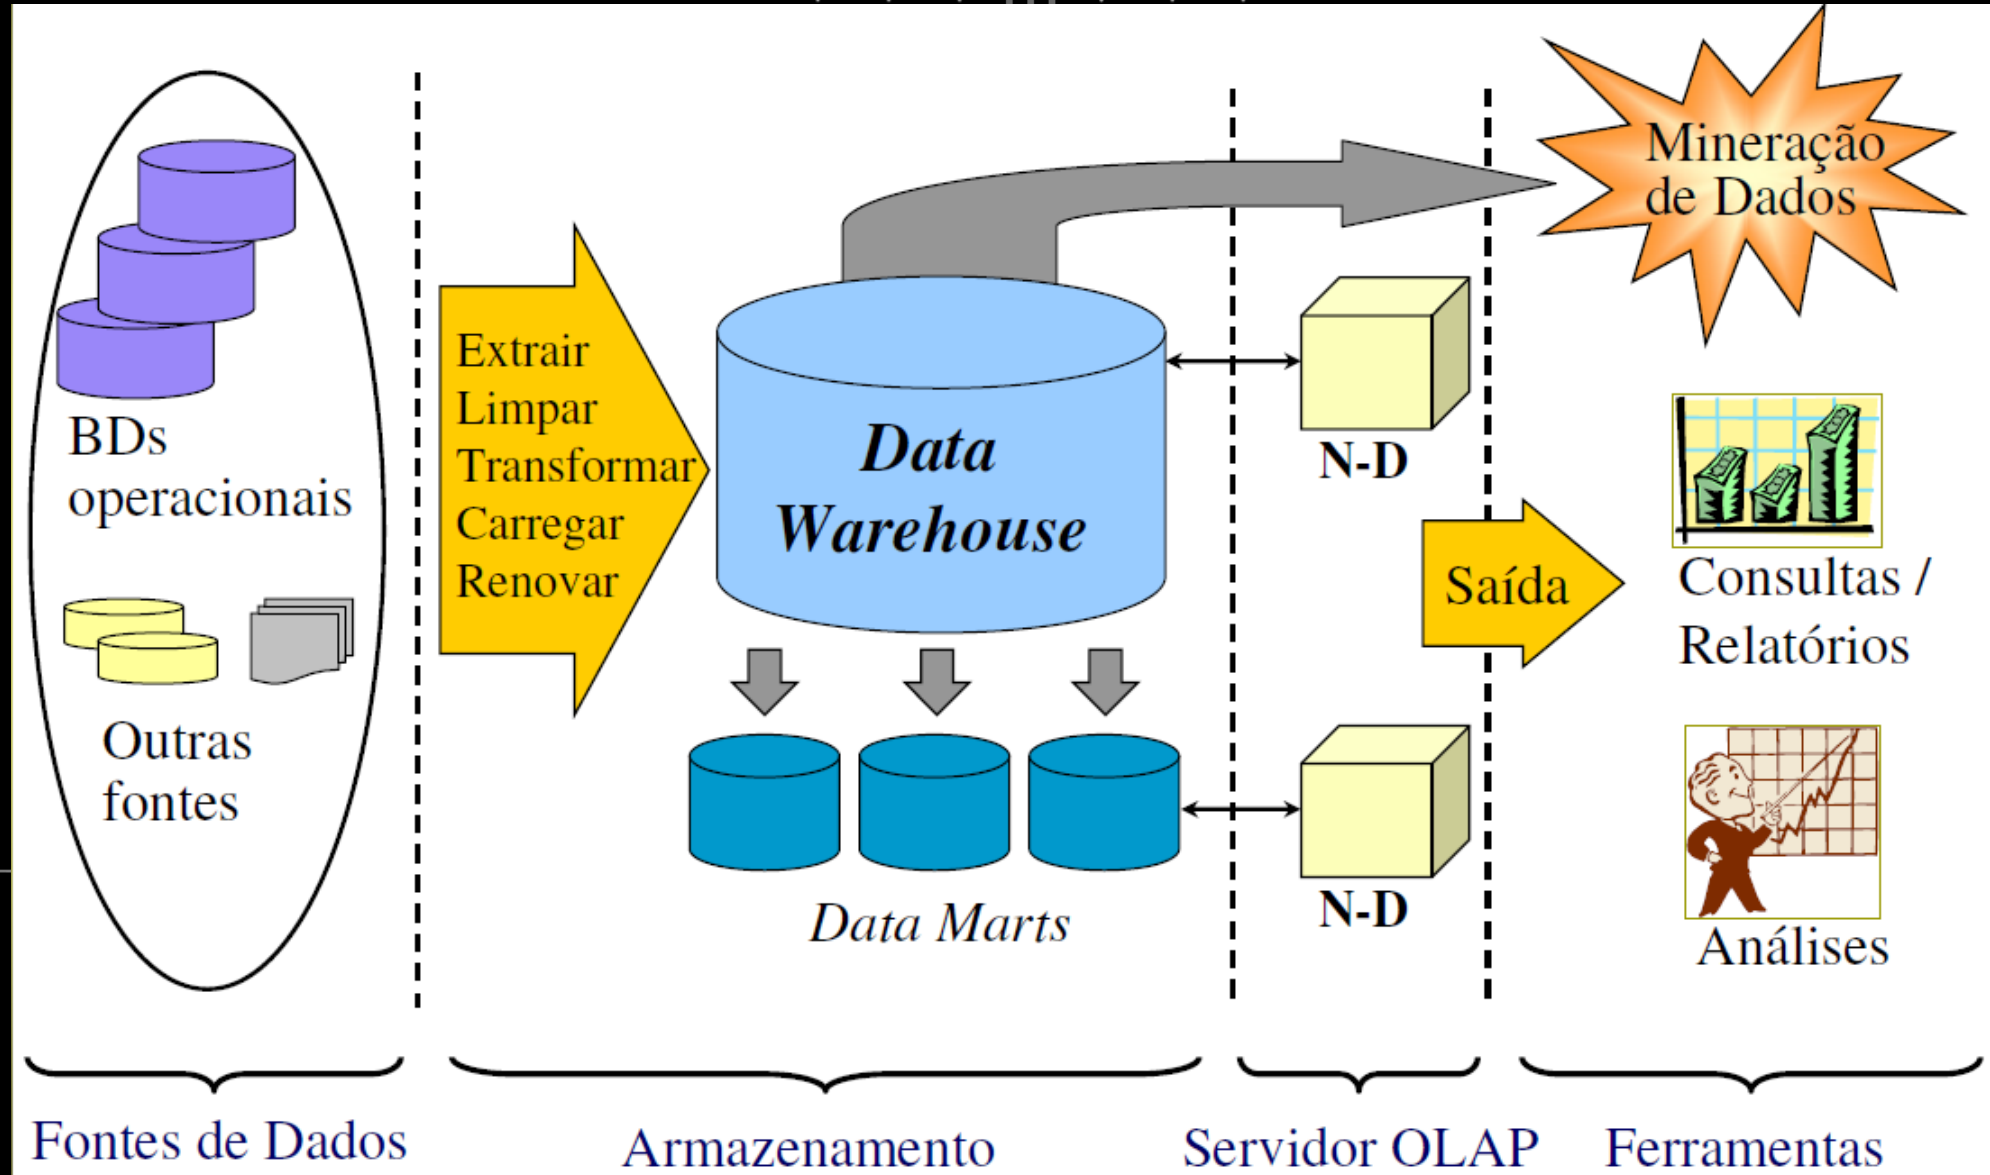 BDs
operacionais
Outras
fontes
Extrair
Limpar
Transformar
Carregar
Renovar
Data
Warehouse
Data Marts
N-D
N-D
Saída
Mineração
de Dados
Consultas /
Relatórios
Análises
Fontes de Dados
Armazenamento
Servidor OLAP
Ferramentas